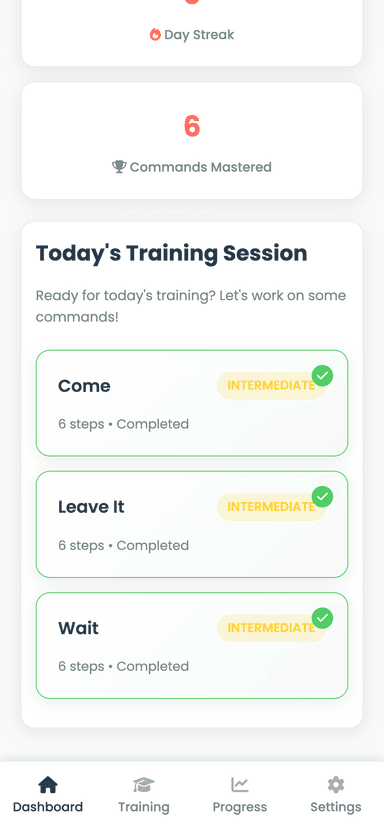 Day Streak
6
Commands Mastered
Today's Training Session
Ready for today's training? Let's work on some
commands!
Come
INTERMEDIATE
6 steps • Completed
Leave It
INTERMEDIATE
6 steps • Completed
Wait
INTERMEDIATE
6 steps • Completed
Dashboard
Training
Progress
Settings